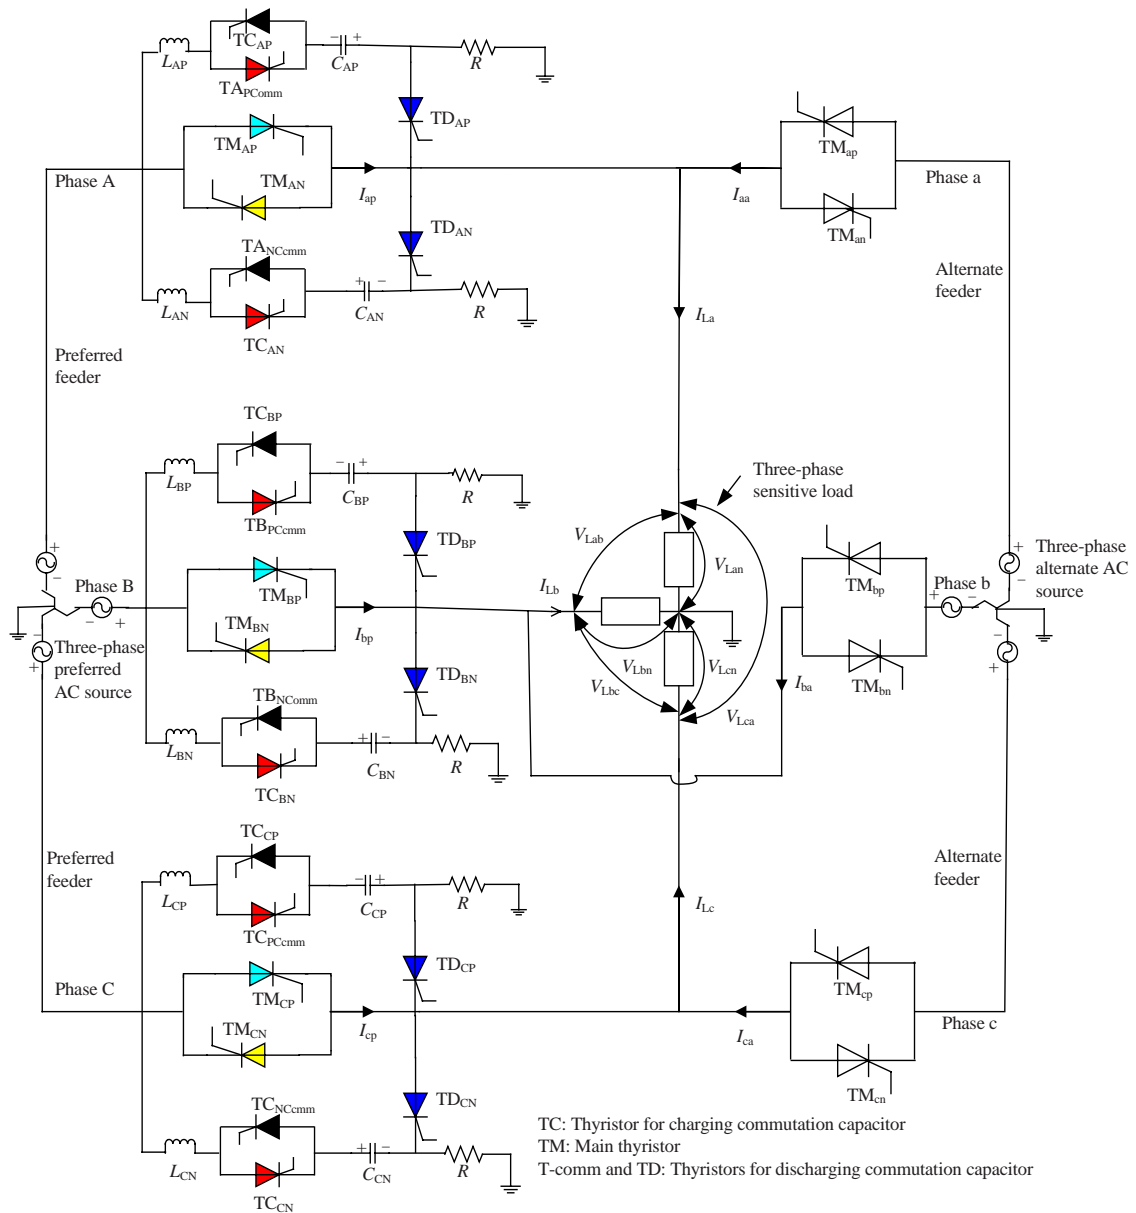 TC_AP
− +
L_AP
C_AP
R
TA_PComm
TD_AP
TM_AP
TM_ap
Phase A
TM_AN
I_ap
I_aa
Phase a
TM_an
TD_AN
TA_NCcmm
Alternate
feeder
+ −
L_AN
C_AN
R
I_La
TC_AN
Preferred
feeder
TC_BP
− +
L_BP
C_BP
R
Three-phase
sensitive load
TB_PCcmm
TD_BP
V_Lab
V_Lan
+
−
TM_BP
Phase B
− +
I_Lb
TM_bp
Phase b
+ −
+
−
Three-phase
alternate AC
source
TM_BN
I_bp
−
+
Three-phase
preferred
AC source
TD_BN
V_Lbn
V_Lcn
V_Lbc
V_Lca
I_ba
TM_bn
−
+
TB_NComm
+ −
L_BN
C_BN
R
TC_BN
TC_CP
Preferred
feeder
− +
L_CP
C_CP
R
I_Lc
Alternate
feeder
TC_PCcmm
TD_CP
Phase C
TM_CP
TM_cp
TM_CN
I_cp
I_ca
Phase c
TM_cn
TD_CN
TC_NCcmm
+ −
L_CN
C_CN
R
TC_CN
TC: Thyristor for charging commutation capacitor
TM: Main thyristor
T-comm and TD: Thyristors for discharging commutation capacitor